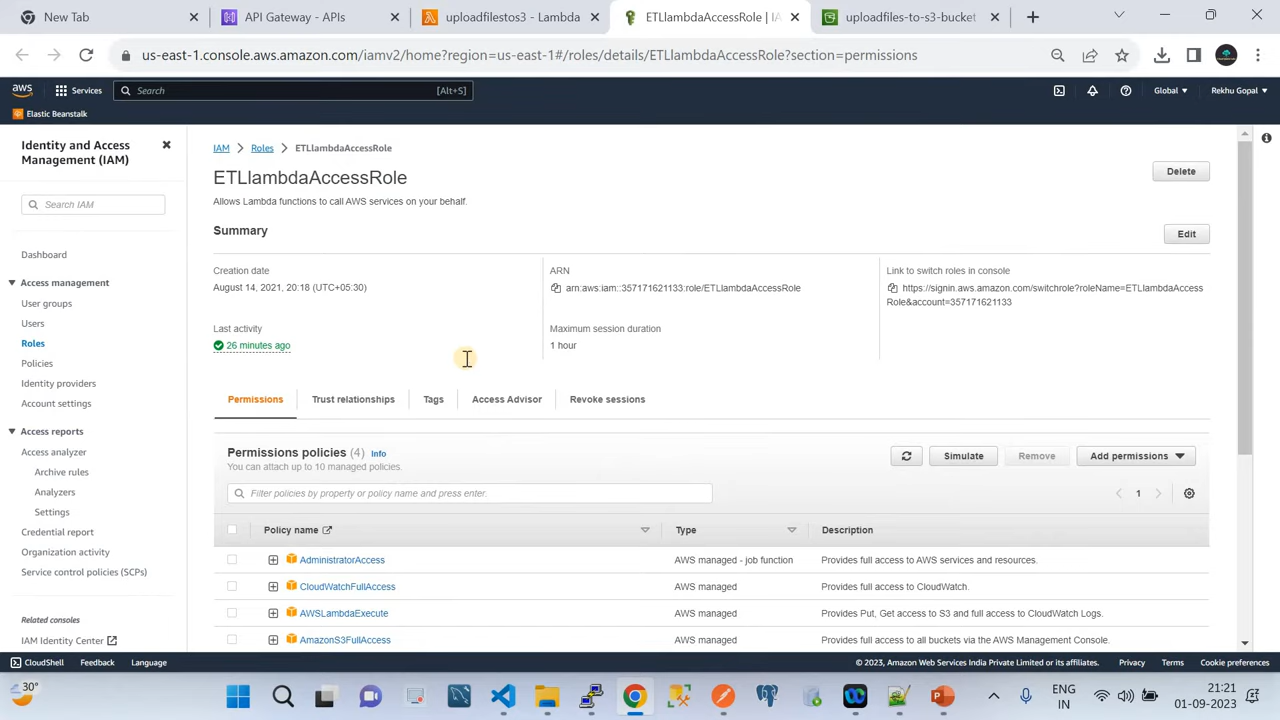 New Tab
API Gateway - APIs
uploadfilestos3 - Lambda
ETLlambdaAccessRole | IA
uploadfiles-to-s3-bucket
us-east-1.console.aws.amazon.com/iamv2/home?region=us-east-1#/roles/details/ETLlambdaAccessRole?section=permissions
aws
Services
Search
[Alt+S]
Global
Rekhu Gopal
Elastic Beanstalk
Identity and Access
Management (IAM)
Search IAM
Dashboard
Access management
User groups
Users
Roles
Policies
Identity providers
Account settings
Access reports
Access analyzer
Archive rules
Analyzers
Settings
Credential report
Organization activity
Service control policies (SCPs)
Related consoles
IAM Identity Center
IAM
Roles
ETLlambdaAccessRole
ETLlambdaAccessRole
Delete
Allows Lambda functions to call AWS services on your behalf.
Summary
Edit
Creation date
August 14, 2021, 20:18 (UTC+05:30)
Last activity
26 minutes ago
ARN
arn:aws:iam::357171621133:role/ETLlambdaAccessRole
Maximum session duration
1 hour
Link to switch roles in console
https://signin.aws.amazon.com/switchrole?roleName=ETLlambdaAccess
Role&account=357171621133
Permissions
Trust relationships
Tags
Access Advisor
Revoke sessions
Permissions policies (4)
Info
You can attach up to 10 managed policies.
Simulate
Remove
Add permissions
Filter policies by property or policy name and press enter.
1
Policy name
Type
Description
AdministratorAccess
AWS managed - job function
Provides full access to AWS services and resources.
CloudWatchFullAccess
AWS managed
Provides full access to CloudWatch.
AWSLambdaExecute
AWS managed
Provides Put, Get access to S3 and full access to CloudWatch Logs.
AmazonS3FullAccess
AWS managed
Provides full access to all buckets via the AWS Management Console.
CloudShell
Feedback
Language
© 2023, Amazon Web Services India Private Limited or its affiliates.
Privacy
Terms
Cookie preferences
30°
ENG
IN
21:21
01-09-2023